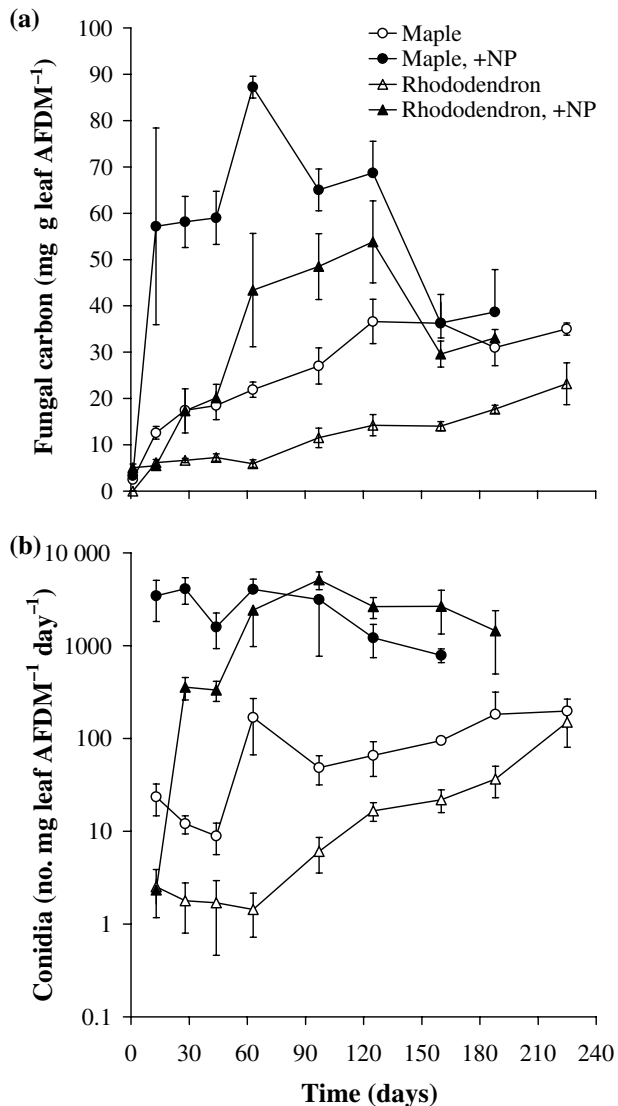 (a)
Fungal carbon (mg g leaf AFDM⁻¹)
100
90
80
70
60
50
40
30
20
10
0
Maple
Maple, +NP
Rhododendron
Rhododendron, +NP
(b)
Conidia (no. mg leaf AFDM⁻¹ day⁻¹)
10 000
1000
100
10
1
0.1
0 30 60 90 120 150 180 210 240
Time (days)